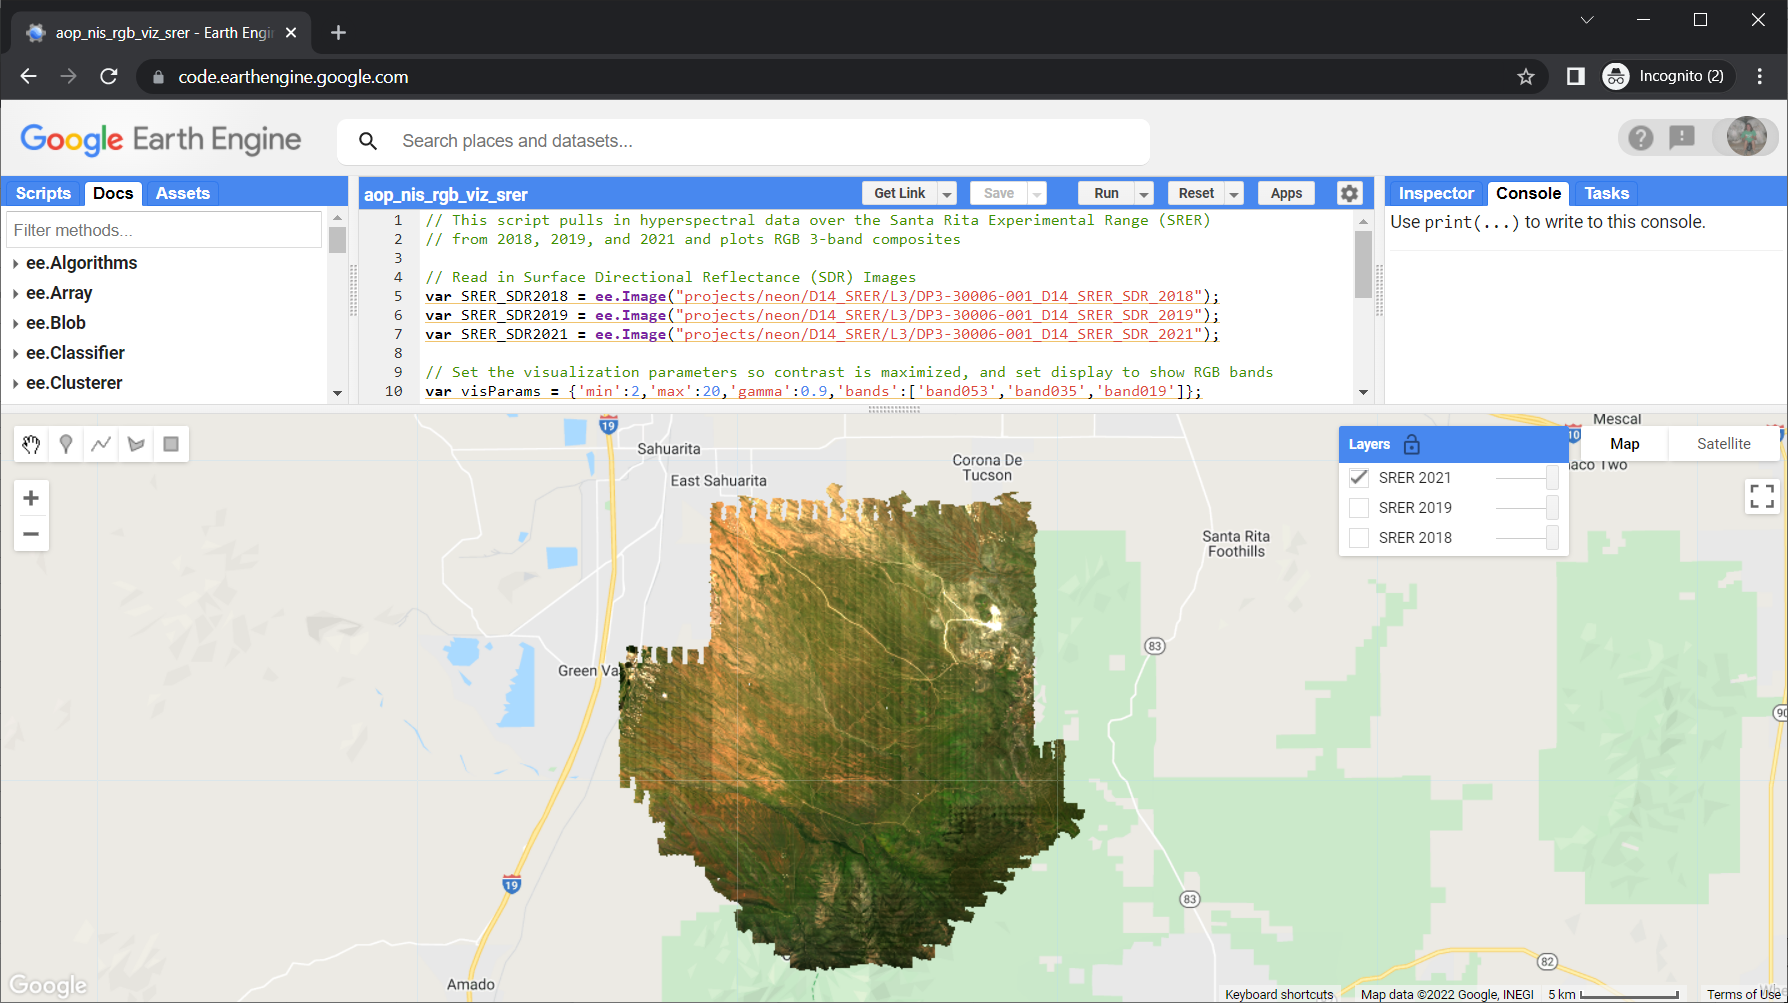 aop_nis_rgb_viz_srer - Earth Engin
code.earthengine.google.com
Incognito (2)
Google Earth Engine
Search places and datasets...
Scripts Docs Assets
aop_nis_rgb_viz_srer
Get Link Save Run Reset Apps
Inspector Console Tasks
Filter methods...
ee.Algorithms
ee.Array
ee.Blob
ee.Classifier
ee.Clusterer
1 // This script pulls in hyperspectral data over the Santa Rita Experimental Range (SRER)
2 // from 2018, 2019, and 2021 and plots RGB 3-band composites
3
4 // Read in Surface Directional Reflectance (SDR) Images
5 var SRER_SDR2018 = ee.Image("projects/neon/D14_SRER/L3/DP3-30006-001_D14_SRER_SDR_2018");
6 var SRER_SDR2019 = ee.Image("projects/neon/D14_SRER/L3/DP3-30006-001_D14_SRER_SDR_2019");
7 var SRER_SDR2021 = ee.Image("projects/neon/D14_SRER/L3/DP3-30006-001_D14_SRER_SDR_2021");
8
9 // Set the visualization parameters so contrast is maximized, and set display to show RGB bands
10 var visParams = {'min':2,'max':20,'gamma':0.9,'bands':['band053','band035','band019']};
Use print(...) to write to this console.
Layers
SRER 2021
SRER 2019
SRER 2018
Map Satellite
Mescal
10
aco Two
19
Sahuarita
East Sahuarita
Corona De
Tucson
Santa Rita
Foothills
83
Green Va
90
19
83
82
Amado
Google
Keyboard shortcuts Map data ©2022 Google, INEGI 5 km Terms of Use